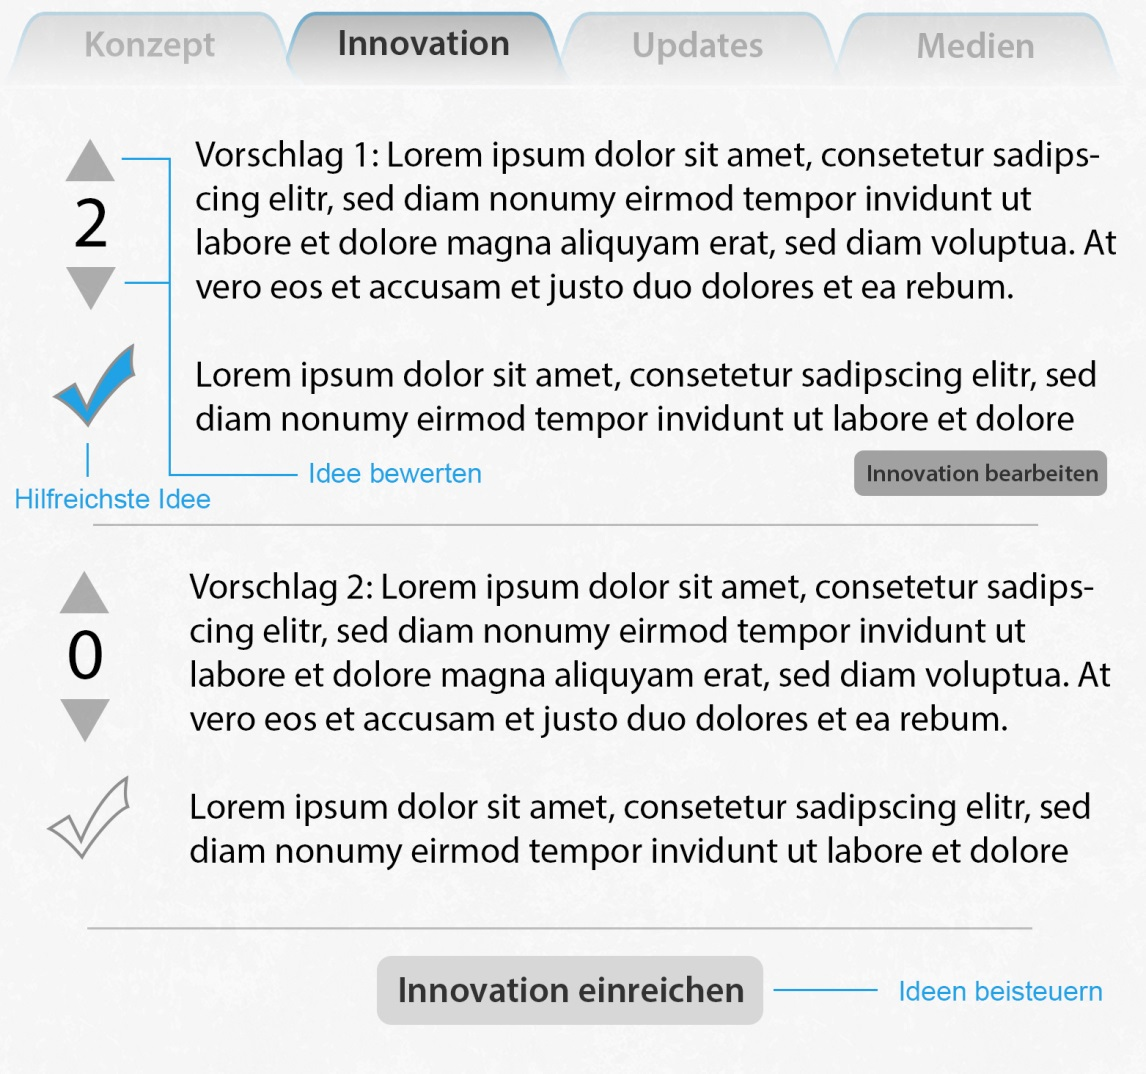 Konzept Innovation Updates Medien
Vorschlag 1: Lorem ipsum dolor sit amet, consetetur sadips-
cing elitr, sed diam nonumy eirmod tempor invidunt ut
2
labore et dolore magna aliquyam erat, sed diam voluptua. At
vero eos et accusam et justo duo dolores et ea rebum.
Lorem ipsum dolor sit amet, consetetur sadipscing elitr, sed
diam nonumy eirmod tempor invidunt ut labore et dolore
Idee bewerten
Innovation bearbeiten
Hilfreichste Idee
Vorschlag 2: Lorem ipsum dolor sit amet, consetetur sadips-
cing elitr, sed diam nonumy eirmod tempor invidunt ut
0
labore et dolore magna aliquyam erat, sed diam voluptua. At
vero eos et accusam et justo duo dolores et ea rebum.
Lorem ipsum dolor sit amet, consetetur sadipscing elitr, sed
diam nonumy eirmod tempor invidunt ut labore et dolore
Innovation einreichen
Ideen beisteuern